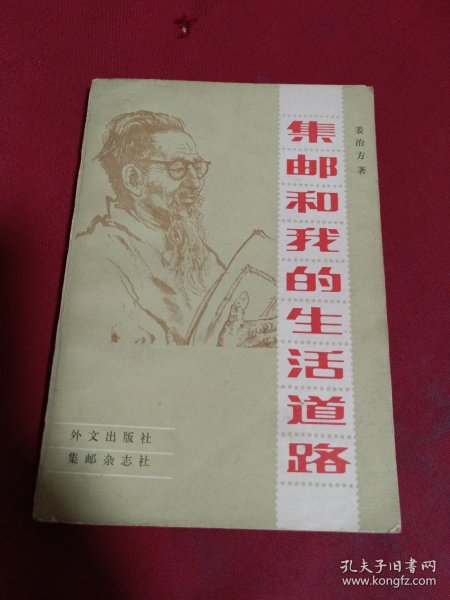 姜治方著
集邮和我的生活道路
外文出版社
集邮杂志社
孔夫子旧书网
www.kongfz.com